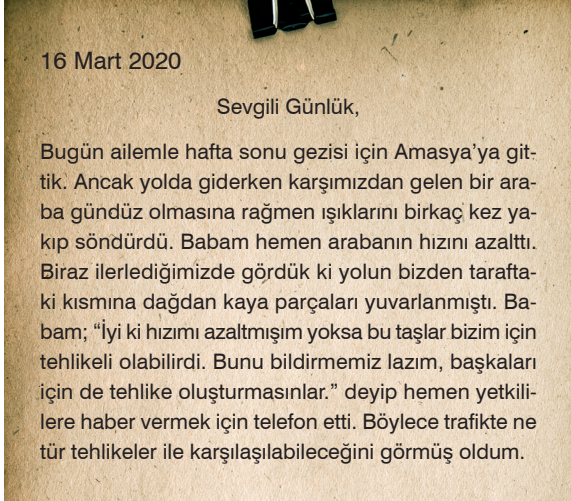 16 Mart 2020
Sevgili Günlük,
Bugün ailemle hafta sonu gezisi için Amasya’ya git-
tik. Ancak yolda giderken karşımızdan gelen bir ara-
ba gündüz olmasına rağmen ışıklarını birkaç kez ya-
kıp söndürdü. Babam hemen arabanın hızını azalttı.
Biraz ilerlediğimizde gördük ki yolun bizden tarafta-
ki kısmına dağdan kaya parçaları yuvarlanmıştı. Ba-
bam; “İyi ki hızımı azaltmışım yoksa bu taşlar bizim için
tehlikeli olabilirdi. Bunu bildirmemiz lazım, başkaları
için de tehlike oluşturmasınlar.” deyip hemen yetkili-
lere haber vermek için telefon etti. Böylece trafikte ne
tür tehlikeler ile karşılaşılabileceğini görmüş oldum.